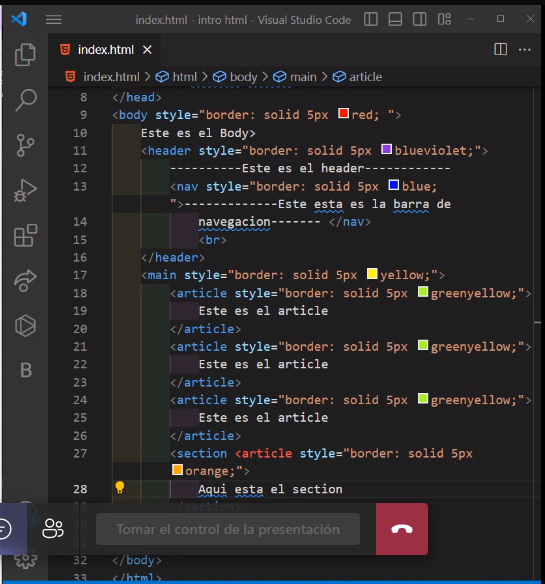 index.html - intro html - Visual Studio Code
index.html
index.html > html > body > main > article
8 </head>
9 <body style="border: solid 5px red; ">
10 Este es el Body>
11 <header style="border: solid 5px blueviolet;">
12 ----------Este es el header------------
13 <nav style="border: solid 5px blue;
">-------------Este esta es la barra de
14 navegacion------- </nav>
15 <br>
16 </header>
17 <main style="border: solid 5px yellow;">
18 <article style="border: solid 5px greenyellow;">
19 Este es el article
20 </article>
21 <article style="border: solid 5px greenyellow;">
22 Este es el article
23 </article>
24 <article style="border: solid 5px greenyellow;">
25 Este es el article
26 </article>
27 <section <article style="border: solid 5px
orange;">
28 Aqui esta el section
</section>
Tomar el control de la presentación
32 </body>
33 </html>
B